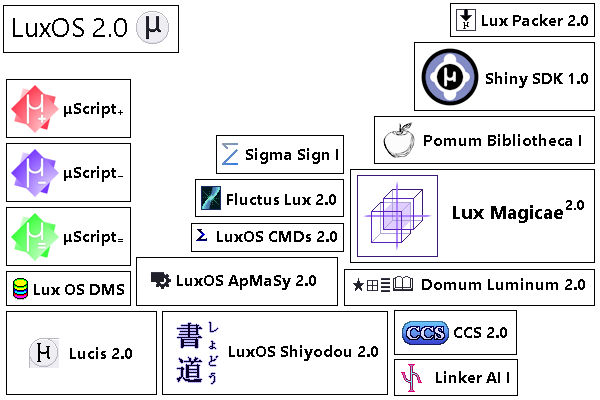 LuxOS 2.0 µ
Lux Packer 2.0
µ
Shiny SDK 1.0
µScript₊
Pomum Bibliotheca I
Σ Sigma Sign I
µScript₋
Fluctus Lux 2.0
Lux Magicae²·⁰
µScript₌
Σ LuxOS CMDs 2.0
Lux OS DMS
LuxOS ApMaSy 2.0
Domum Luminum 2.0
µ Lucis 2.0
書道
しょどう
LuxOS Shiyodou 2.0
CCS CCS 2.0
Linker AI I